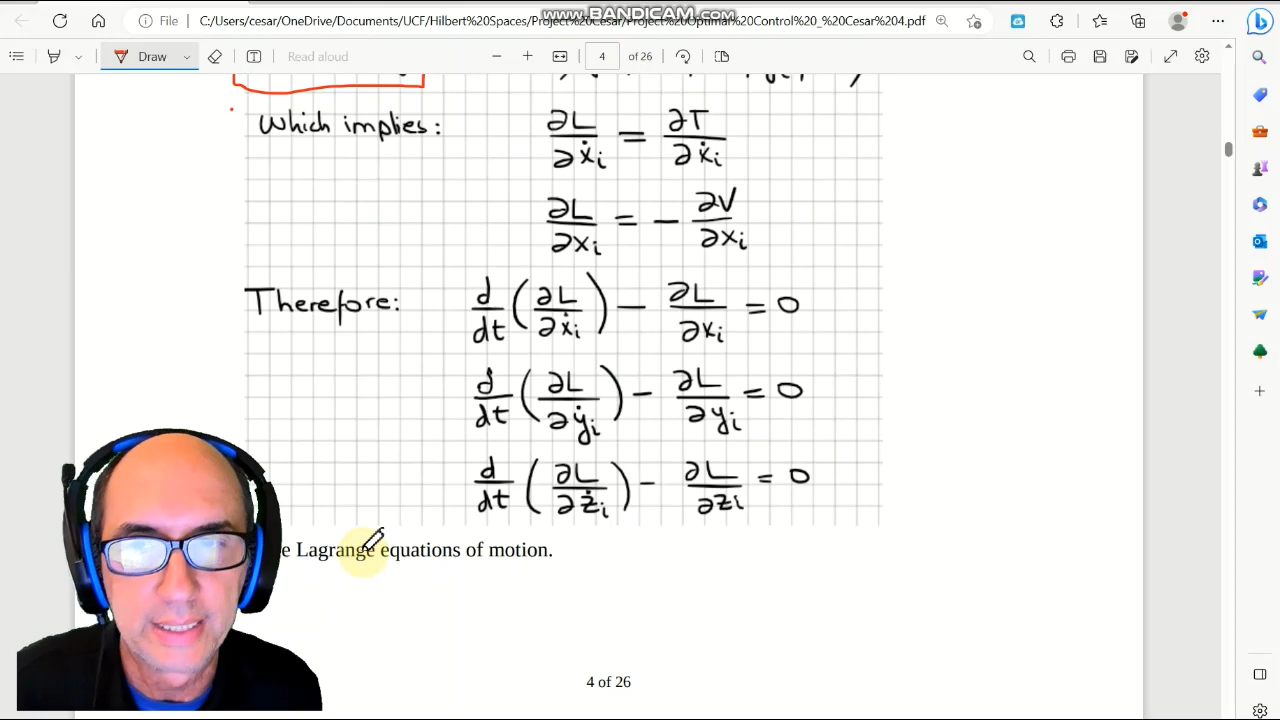 www.BANDICAM.com
File
C:/Users/cesar/OneDrive/Documents/UCF/Hilbert%20Spaces/Project%20Cesar/Project%20Optimal%20Control%20_%20Cesar%204.pdf
Draw
Read aloud
4 of 26
Which implies: ∂L/∂ẋi = ∂T/∂ẋi
∂L/∂xi = - ∂V/∂xi
Therefore: d/dt (∂L/∂ẋi) - ∂L/∂xi = 0
d/dt (∂L/∂ẏi) - ∂L/∂yi = 0
d/dt (∂L/∂żi) - ∂L/∂zi = 0
e Lagrange equations of motion.
4 of 26